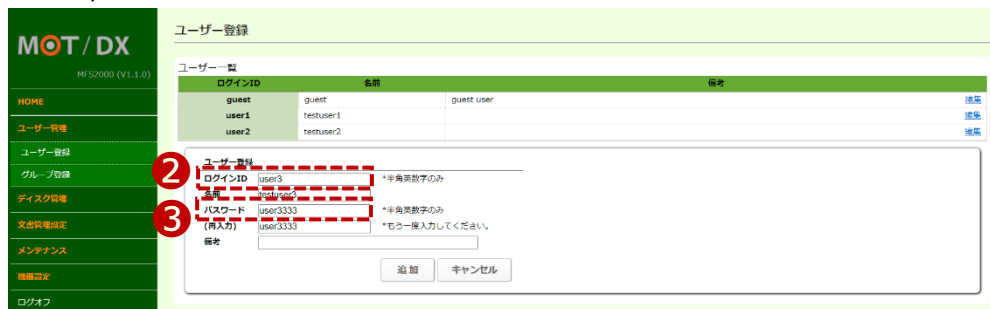 ユーザー登録
MOT/DX
MFS2000 (V1.1.0)
HOME
ユーザー管理
ユーザー登録
グループ登録
ディスク管理
文書管理設定
メンテナンス
機器設定
ログオフ
ユーザー一覧
ログインID 名前 備考
guest guest guest user 編集
user1 testuser1 編集
user2 testuser2 編集
ユーザー登録
2 ログインID user3 *半角英数字のみ
名前 testuser3
3 パスワード user3333 *半角英数字のみ
(再入力) user3333 *もう一度入力してください。
備考
追加 キャンセル